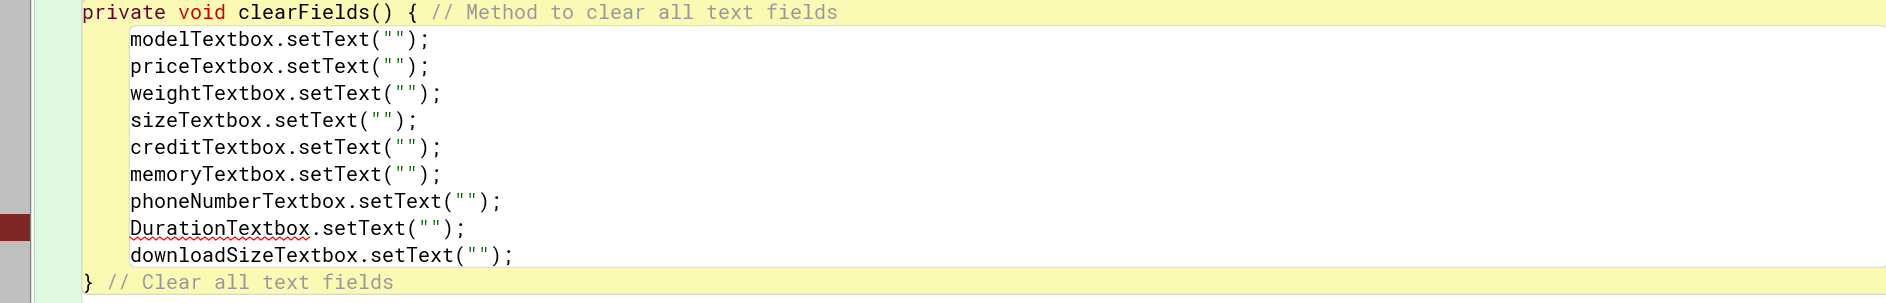 private void clearFields() { // Method to clear all text fields
    modelTextbox.setText("");
    priceTextbox.setText("");
    weightTextbox.setText("");
    sizeTextbox.setText("");
    creditTextbox.setText("");
    memoryTextbox.setText("");
    phoneNumberTextbox.setText("");
    DurationTextbox.setText("");
    downloadSizeTextbox.setText("");
} // Clear all text fields